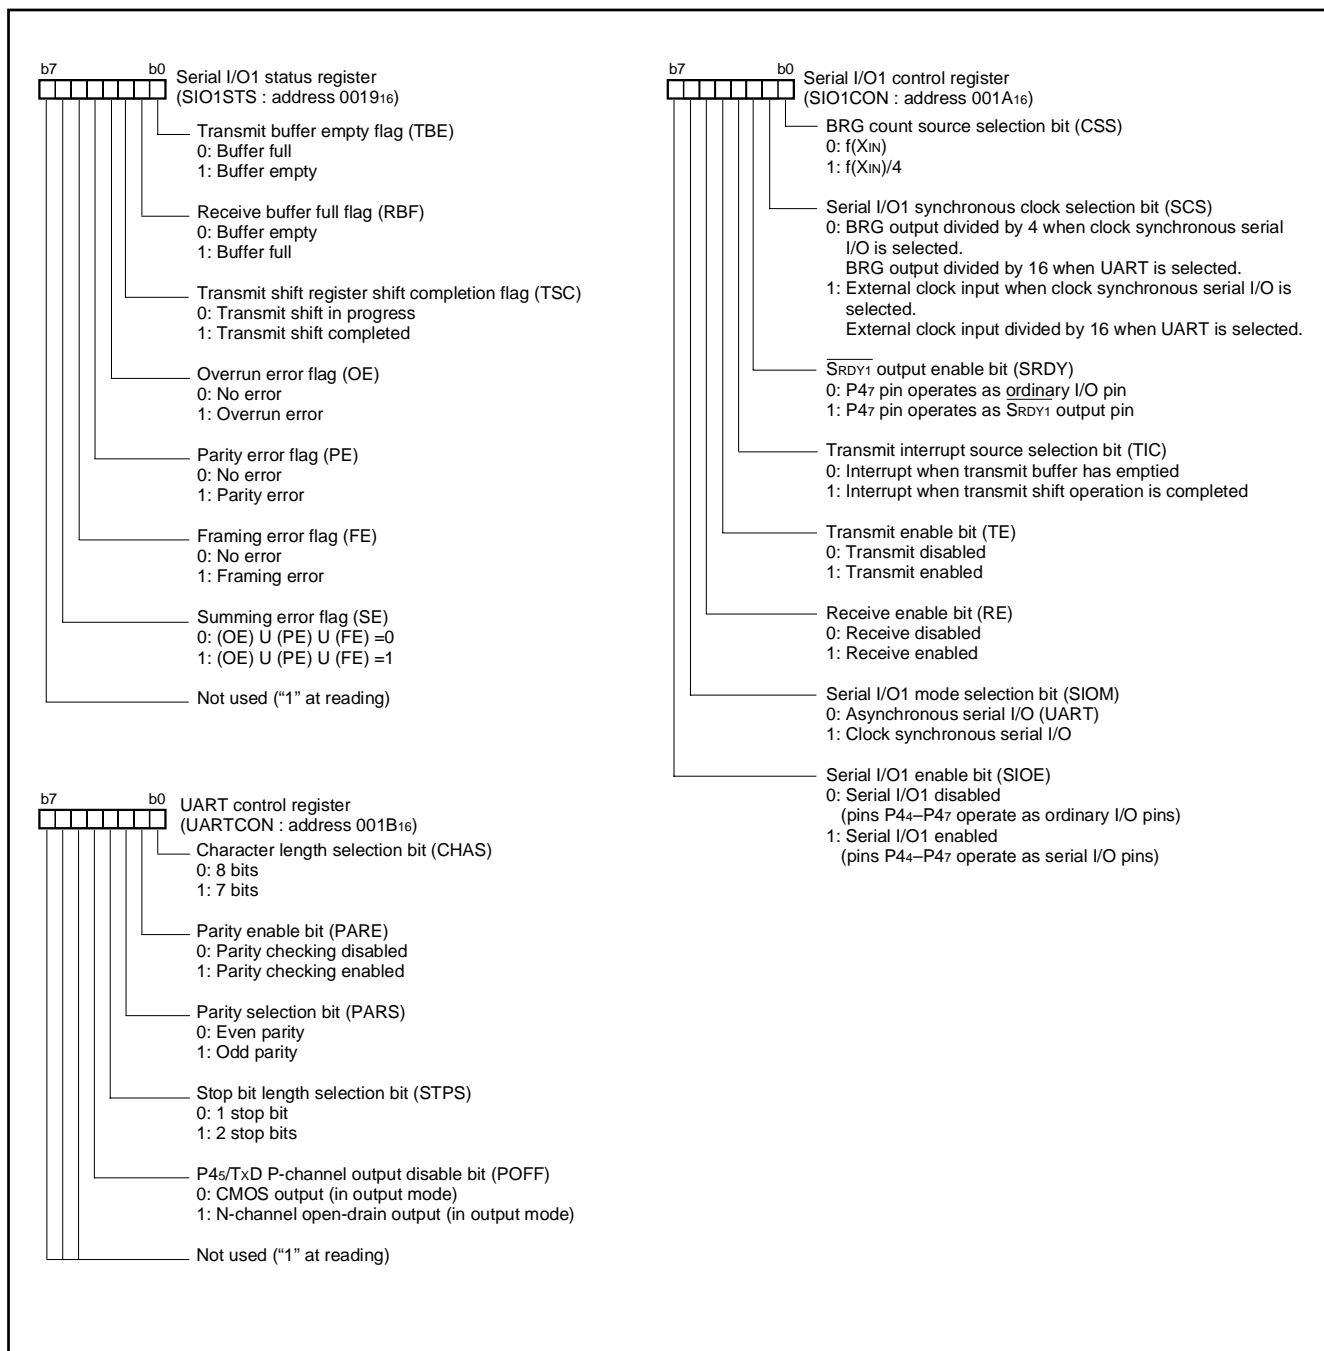 b7 b0
Serial I/O1 status register
(SIO1STS : address 0019₁₆)
Transmit buffer empty flag (TBE)
0: Buffer full
1: Buffer empty
Receive buffer full flag (RBF)
0: Buffer empty
1: Buffer full
Transmit shift register shift completion flag (TSC)
0: Transmit shift in progress
1: Transmit shift completed
Overrun error flag (OE)
0: No error
1: Overrun error
Parity error flag (PE)
0: No error
1: Parity error
Framing error flag (FE)
0: No error
1: Framing error
Summing error flag (SE)
0: (OE) U (PE) U (FE) =0
1: (OE) U (PE) U (FE) =1
Not used (“1” at reading)
b7 b0
UART control register
(UARTCON : address 001B₁₆)
Character length selection bit (CHAS)
0: 8 bits
1: 7 bits
Parity enable bit (PARE)
0: Parity checking disabled
1: Parity checking enabled
Parity selection bit (PARS)
0: Even parity
1: Odd parity
Stop bit length selection bit (STPS)
0: 1 stop bit
1: 2 stop bits
P4₅/TxD P-channel output disable bit (POFF)
0: CMOS output (in output mode)
1: N-channel open-drain output (in output mode)
Not used (“1” at reading)
b7 b0
Serial I/O1 control register
(SIO1CON : address 001A₁₆)
BRG count source selection bit (CSS)
0: f(XIN)
1: f(XIN)/4
Serial I/O1 synchronous clock selection bit (SCS)
0: BRG output divided by 4 when clock synchronous serial
I/O is selected.
BRG output divided by 16 when UART is selected.
1: External clock input when clock synchronous serial I/O is
selected.
External clock input divided by 16 when UART is selected.
S̅R̅D̅Y̅1̅ output enable bit (SRDY)
0: P4₇ pin operates as ordinary I/O pin
1: P4₇ pin operates as S̅R̅D̅Y̅1̅ output pin
Transmit interrupt source selection bit (TIC)
0: Interrupt when transmit buffer has emptied
1: Interrupt when transmit shift operation is completed
Transmit enable bit (TE)
0: Transmit disabled
1: Transmit enabled
Receive enable bit (RE)
0: Receive disabled
1: Receive enabled
Serial I/O1 mode selection bit (SIOM)
0: Asynchronous serial I/O (UART)
1: Clock synchronous serial I/O
Serial I/O1 enable bit (SIOE)
0: Serial I/O1 disabled
(pins P4₄–P4₇ operate as ordinary I/O pins)
1: Serial I/O1 enabled
(pins P4₄–P4₇ operate as serial I/O pins)